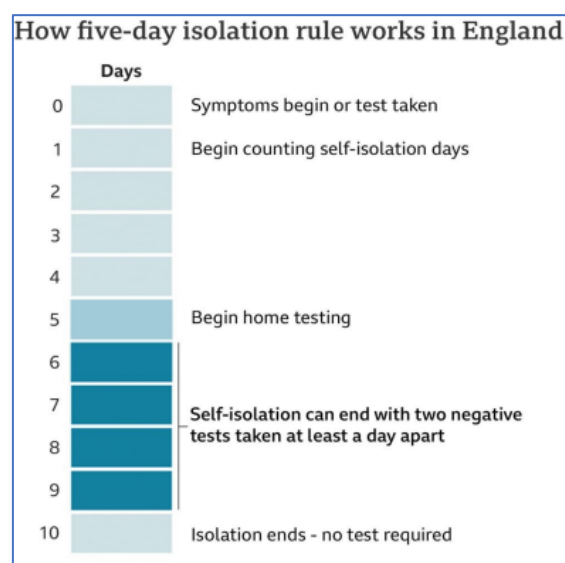 How five-day isolation rule works in England
Days
0 Symptoms begin or test taken
1 Begin counting self-isolation days
2
3
4
5 Begin home testing
6
7
Self-isolation can end with two negative
tests taken at least a day apart
8
9
10 Isolation ends - no test required